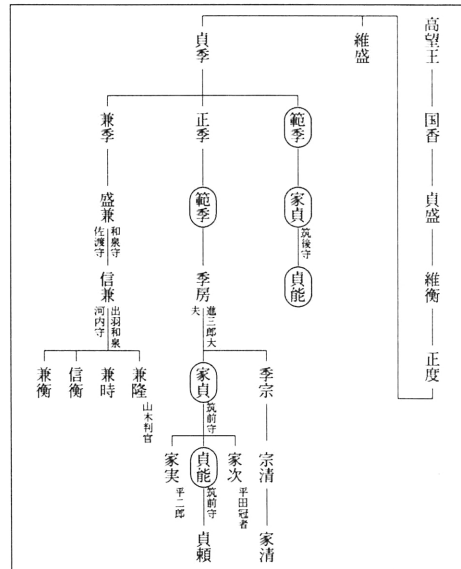 高望王
国香
貞盛
維衡
正度
維盛
貞季
範季
家貞
筑後守
貞能
正季
範季
季房
進三郎大
夫
季宗
宗清
家清
家貞
筑前守
家次
平田冠者
貞能
筑前守
貞頼
家実
平二郎
兼季
盛兼
和泉守
佐渡守
信兼
出羽和泉
河内守
兼隆
山木判官
兼時
信衡
兼衡